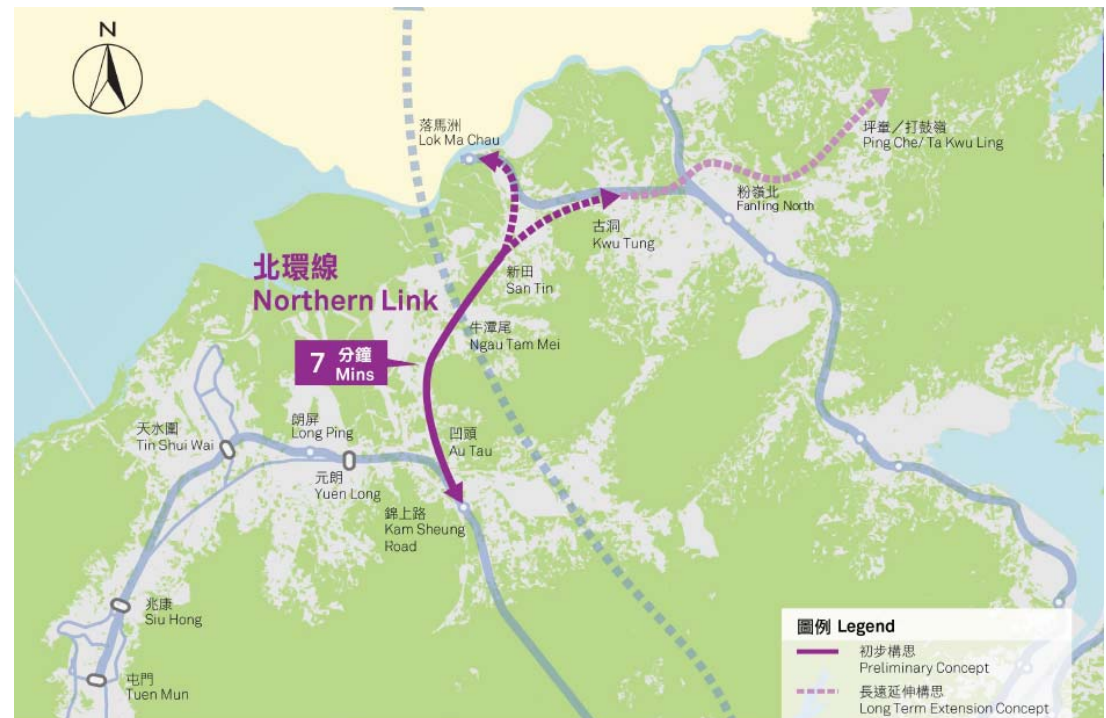 N
落馬洲
Lok Ma Chau
坪輋／打鼓嶺
Ping Che/ Ta Kwu Ling
粉嶺北
Fanling North
古洞
Kwu Tung
北環線
Northern Link
新田
San Tin
牛潭尾
Ngau Tam Mei
7 分鐘
Mins
天水圍
Tin Shui Wai
朗屏
Long Ping
凹頭
Au Tau
元朗
Yuen Long
錦上路
Kam Sheung
Road
兆康
Siu Hong
屯門
Tuen Mun
圖例 Legend
初步構思
Preliminary Concept
長遠延伸構思
Long Term Extension Concept